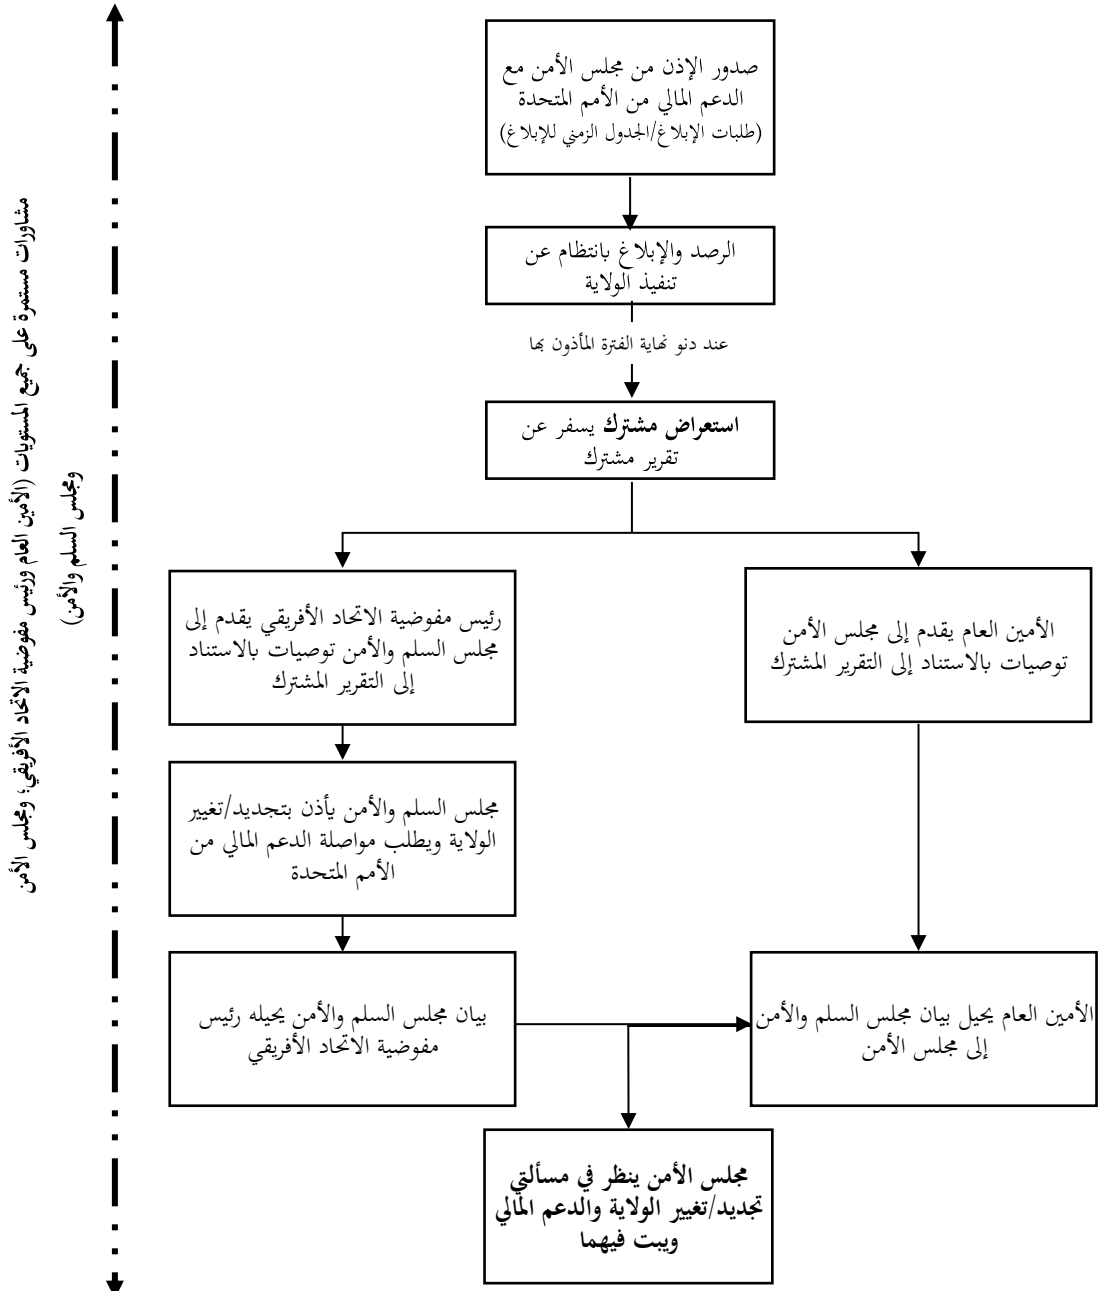 صدور الإذن من مجلس الأمن مع
الدعم المالي من الأمم المتحدة
(طلبات الإبلاغ/الجدول الزمني للإبلاغ)
الرصد والإبلاغ بانتظام عن
تنفيذ الولاية
عند دنو نهاية الفترة المأذون بها
استعراض مشترك يسفر عن
تقرير مشترك
الأمين العام يقدم إلى مجلس الأمن
توصيات بالاستناد إلى التقرير المشترك
رئيس مفوضية الاتحاد الأفريقي يقدم إلى
مجلس السلم والأمن توصيات بالاستناد
إلى التقرير المشترك
مجلس السلم والأمن يأذن بتجديد/تغيير
الولاية ويطلب مواصلة الدعم المالي من
الأمم المتحدة
بيان مجلس السلم والأمن يحيله رئيس
مفوضية الاتحاد الأفريقي
الأمين العام يحيل بيان مجلس السلم والأمن
إلى مجلس الأمن
مجلس الأمن ينظر في مسألتي
تجديد/تغيير الولاية والدعم المالي
ويبت فيهما
مشاورات مستمرة على جميع المستويات (الأمين العام ورئيس مفوضية الاتحاد الأفريقي؛ ومجلس الأمن
ومجلس السلم والأمن)